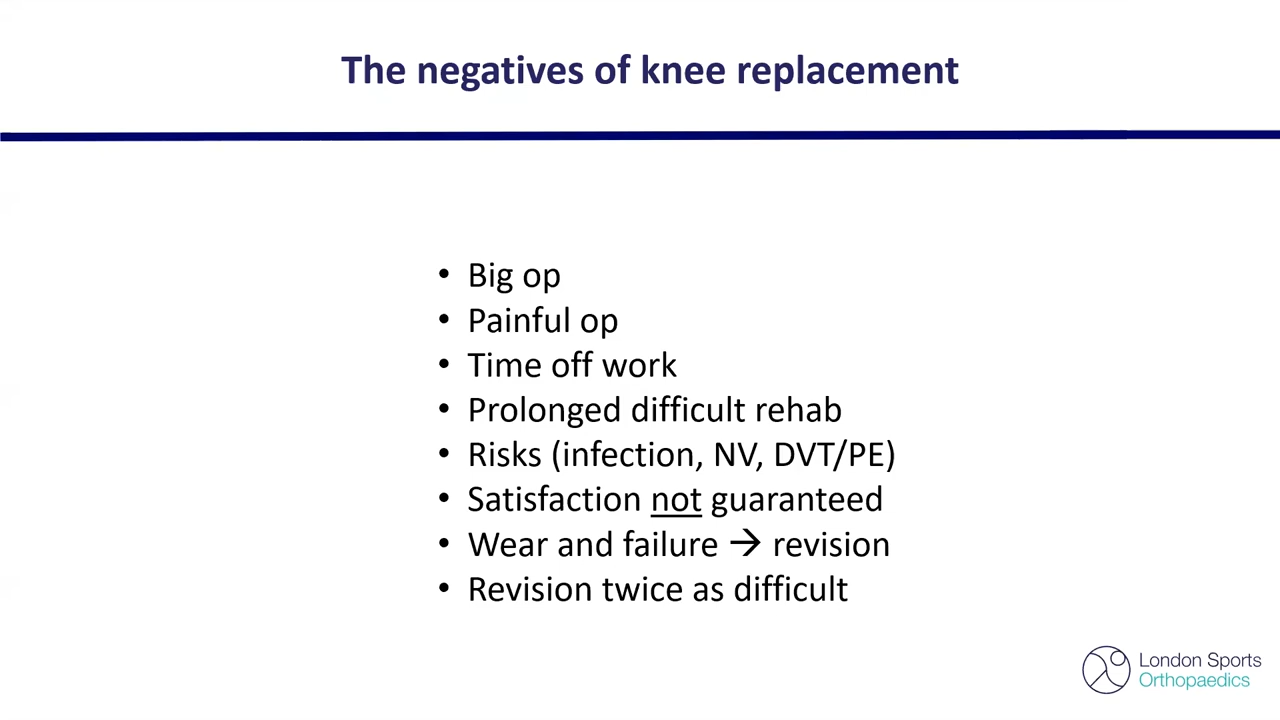 The negatives of knee replacement
• Big op
• Painful op
• Time off work
• Prolonged difficult rehab
• Risks (infection, NV, DVT/PE)
• Satisfaction not guaranteed
• Wear and failure → revision
• Revision twice as difficult
London Sports
Orthopaedics